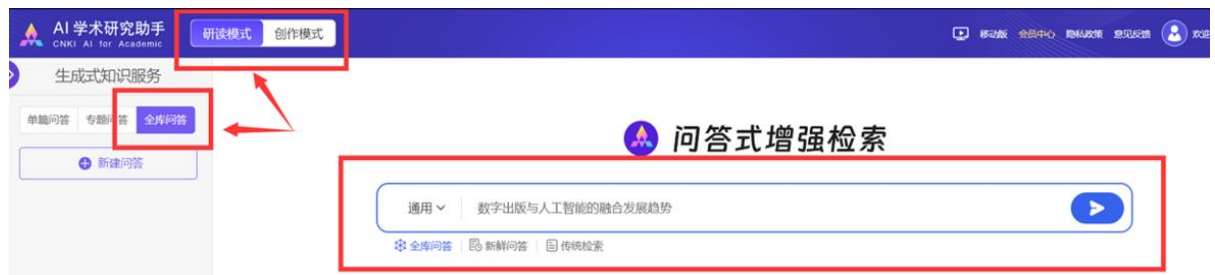 AI 学术研究助手 研读模式 创作模式 移动版 会员中心 隐私政策 意见反馈 欢迎
CNKI AI for Academic
生成式知识服务
单篇问答 专题问答 全库问答
新建问答
问答式增强检索
通用 数字出版与人工智能的融合发展趋势
全库问答 新鲜问答 传统检索